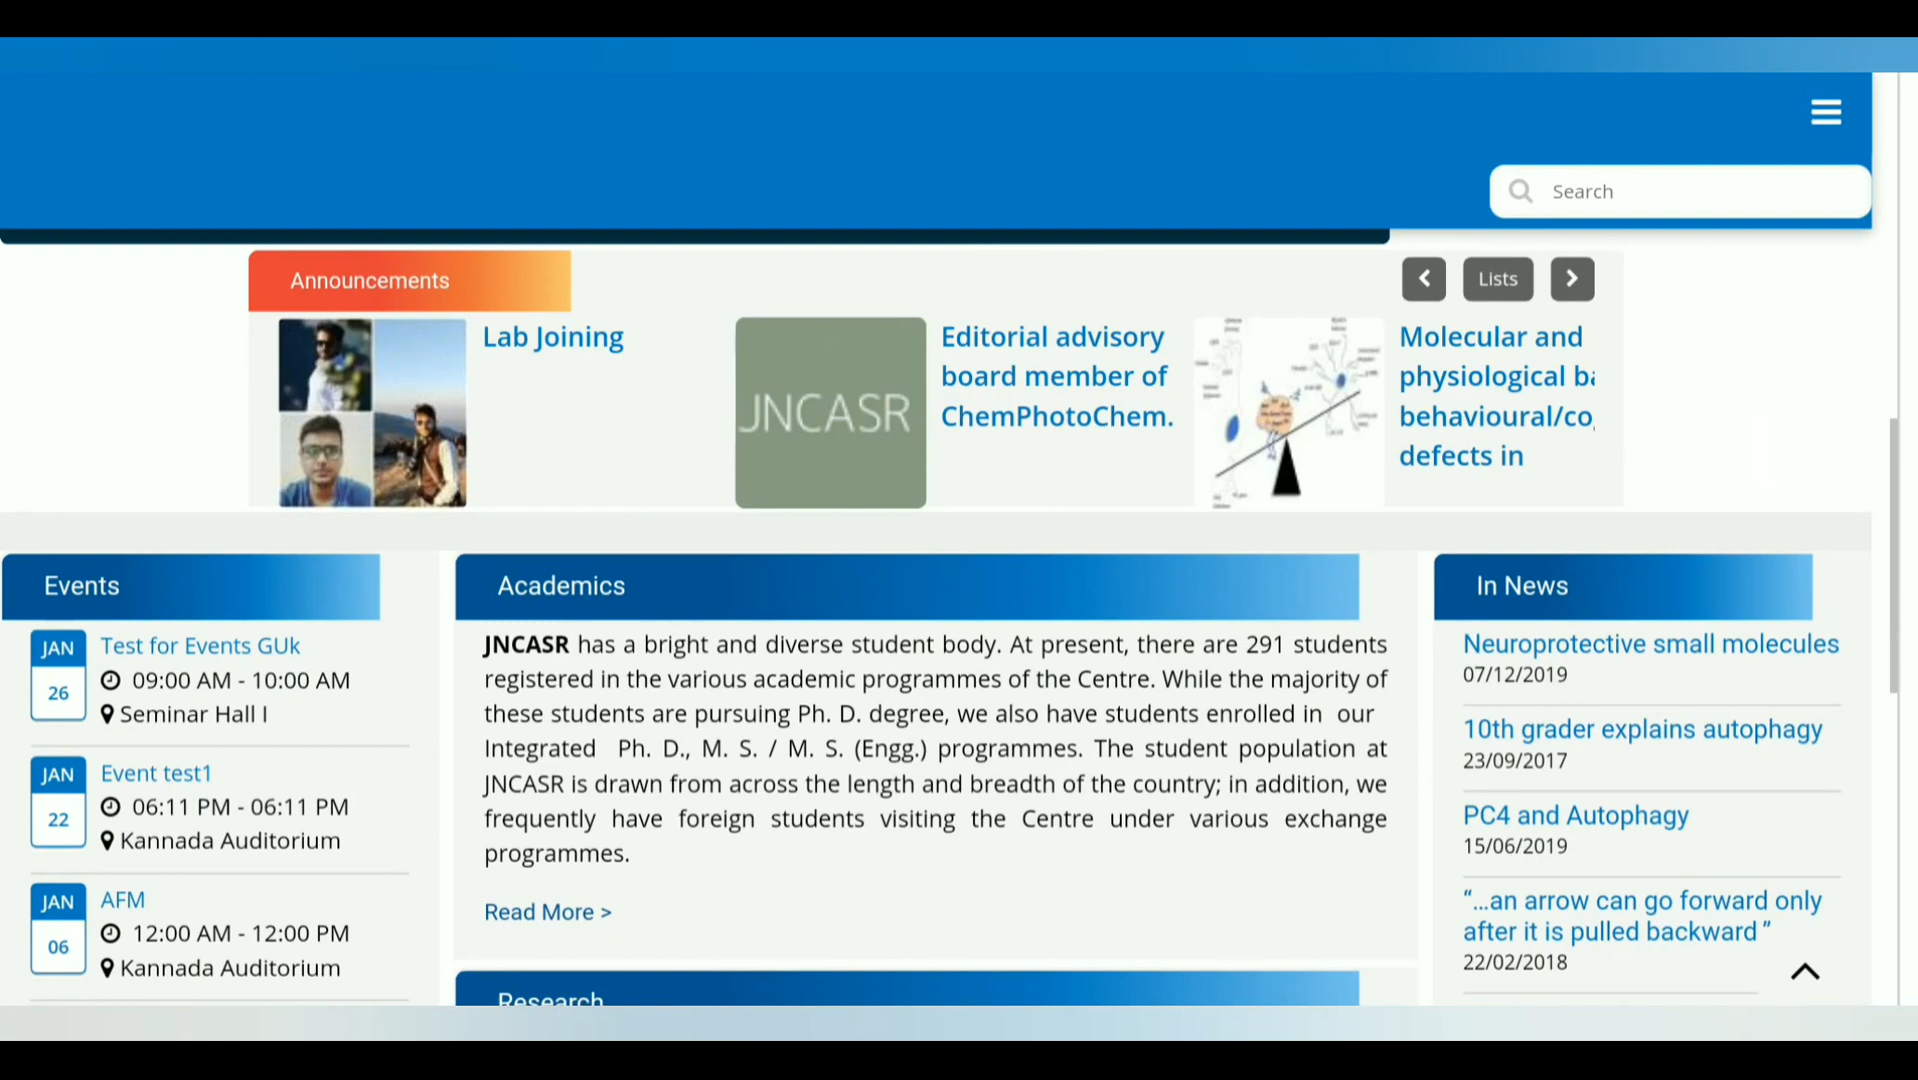 Search
Announcements
Lists
Lab Joining
JNCASR
Editorial advisory
board member of
ChemPhotoChem.
Molecular and
physiological
behavioural/co
defects in
Events
JAN
26
Test for Events GUk
09:00 AM - 10:00 AM
Seminar Hall I
JAN
22
Event test1
06:11 PM - 06:11 PM
Kannada Auditorium
JAN
06
AFM
12:00 AM - 12:00 PM
Kannada Auditorium
Academics
JNCASR has a bright and diverse student body. At present, there are 291 students
registered in the various academic programmes of the Centre. While the majority of
these students are pursuing Ph. D. degree, we also have students enrolled in our
Integrated Ph. D., M. S. / M. S. (Engg.) programmes. The student population at
JNCASR is drawn from across the length and breadth of the country; in addition, we
frequently have foreign students visiting the Centre under various exchange
programmes.
Read More >
Research
In News
Neuroprotective small molecules
07/12/2019
10th grader explains autophagy
23/09/2017
PC4 and Autophagy
15/06/2019
“...an arrow can go forward only
after it is pulled backward”
22/02/2018